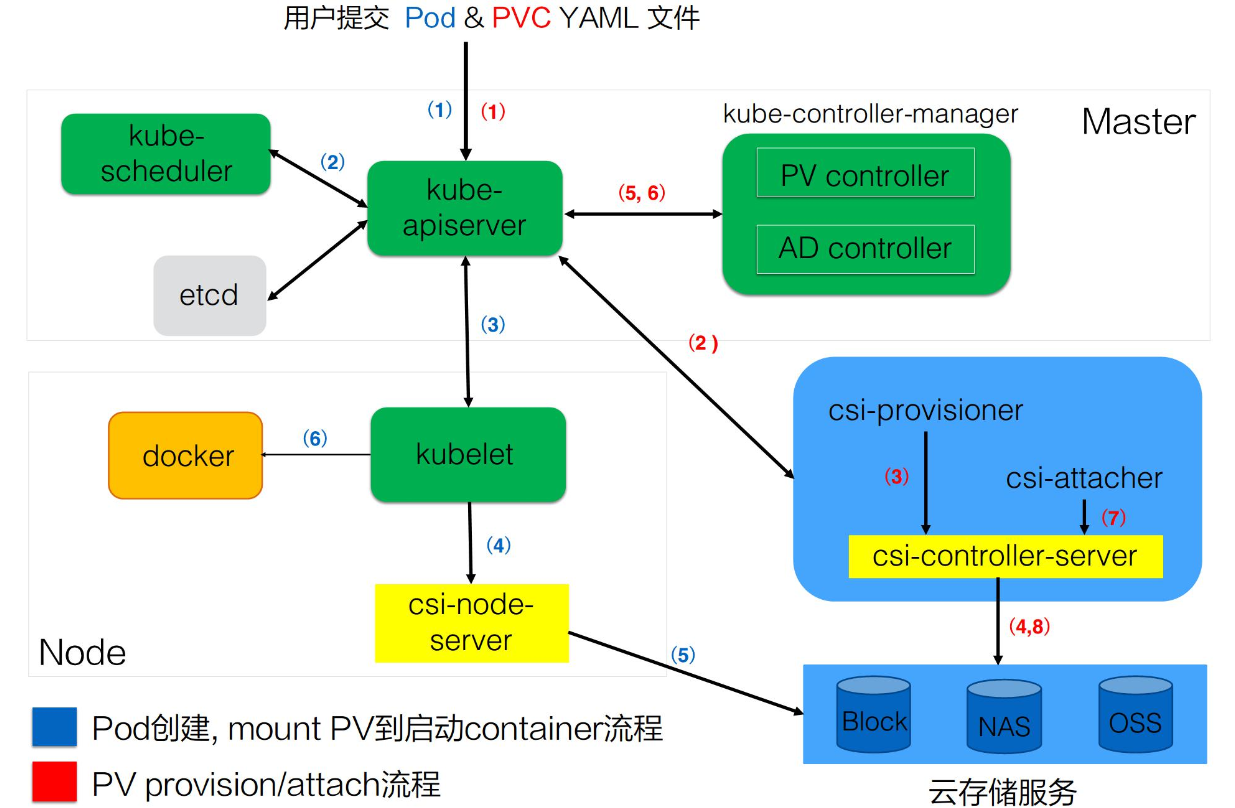 用户提交 Pod & PVC YAML 文件
(1) (1)
kube-controller-manager
Master
kube-
scheduler
(2)
kube-
apiserver
(5, 6)
PV controller
AD controller
etcd
(3)
(2 )
csi-provisioner
docker
(6)
kubelet
(3)
csi-attacher
(7)
(4)
csi-controller-server
csi-node-
server
(4,8)
Node
(5)
Block
NAS
OSS
Pod创建, mount PV到启动container流程
PV provision/attach流程
云存储服务